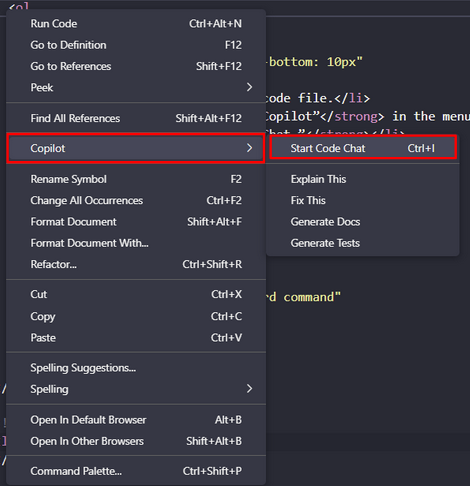 <ol
Run Code Ctrl+Alt+N
Go to Definition F12
Go to References Shift+F12
-bottom: 10px"
Peek
code file.</li>
Find All References Shift+Alt+F12
Copilot”</strong> in the menu
Chat.”</strong></li>
Copilot
Start Code Chat Ctrl+I
Rename Symbol F2
Explain This
Change All Occurrences Ctrl+F2
Fix This
Format Document Shift+Alt+F
Generate Docs
Format Document With...
Generate Tests
Refactor... Ctrl+Shift+R
Cut Ctrl+X
rd command"
Copy Ctrl+C
Paste Ctrl+V
Spelling Suggestions...
Spelling
Open In Default Browser Alt+B
Open In Other Browsers Shift+Alt+B
Command Palette... Ctrl+Shift+P